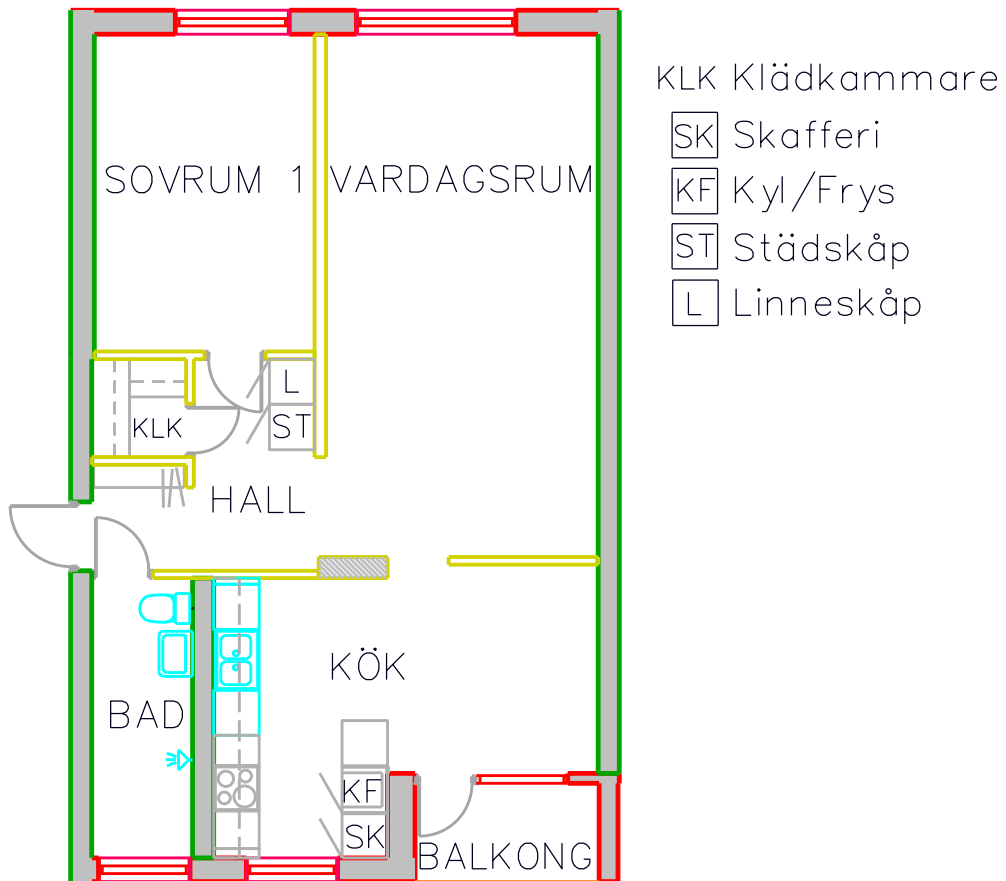 KLK Klädkammare
SK Skafferi
KF Kyl/Frys
ST Städskåp
L Linneskåp
SOVRUM 1
VARDAGSRUM
L
KLK
ST
HALL
KÖK
BAD
KF
SK
BALKONG